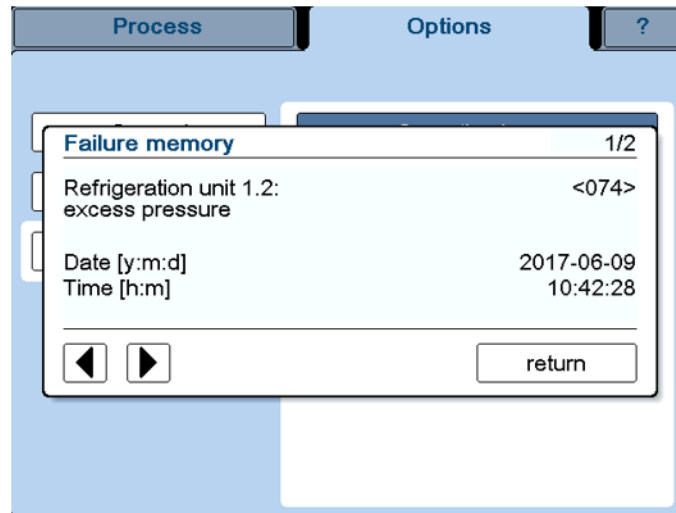 Process Options ?
Failure memory 1/2
Refrigeration unit 1.2: <074>
excess pressure
Date [y:m:d] 2017-06-09
Time [h:m] 10:42:28
return